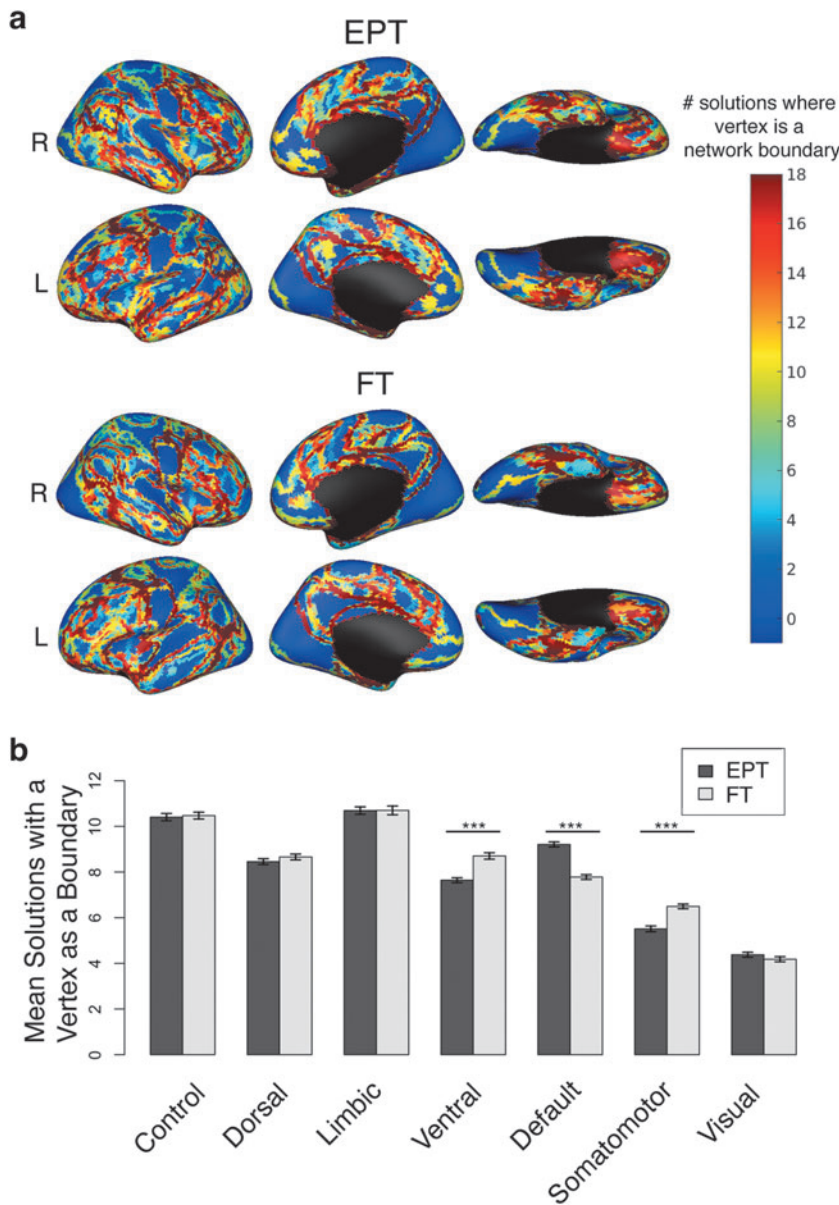 a
EPT
# solutions where
vertex is a
network boundary
R
L
18
16
14
12
10
8
6
4
2
0
FT
R
L
b
Mean Solutions with a
Vertex as a Boundary
12
10
8
6
4
2
0
EPT
FT
***
***
***
Control
Dorsal
Limbic
Ventral
Default
Somatomotor
Visual